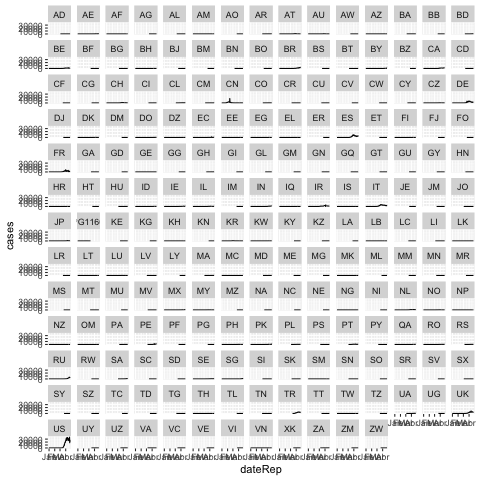 AD AE AF AG AL AM AO AR AT AU AW AZ BA BB BD
BE BF BG BH BJ BM BN BO BR BS BT BY BZ CA CD
CF CG CH CI CL CM CN CO CR CU CV CW CY CZ DE
DJ DK DM DO DZ EC EE EG EL ER ES ET FI FJ FO
FR GA GD GE GG GH GI GL GM GN GQ GT GU GY HN
HR HT HU ID IE IL IM IN IQ IR IS IT JE JM JO
JP KE KG KH KN KR KW KY KZ LA LB LC LI LK
LR LT LU LV LY MA MC MD ME MG MK ML MM MN MR
MS MT MU MV MX MY MZ NA NC NE NG NI NL NO NP
NZ OM PA PE PF PG PH PK PL PS PT PY QA RO RS
RU RW SA SC SD SE SG SI SK SM SN SO SR SV SX
SY SZ TC TD TG TH TL TN TR TT TW TZ UA UG UK
US UY UZ VA VC VE VI VN XK ZA ZM ZW
cases
dateRep